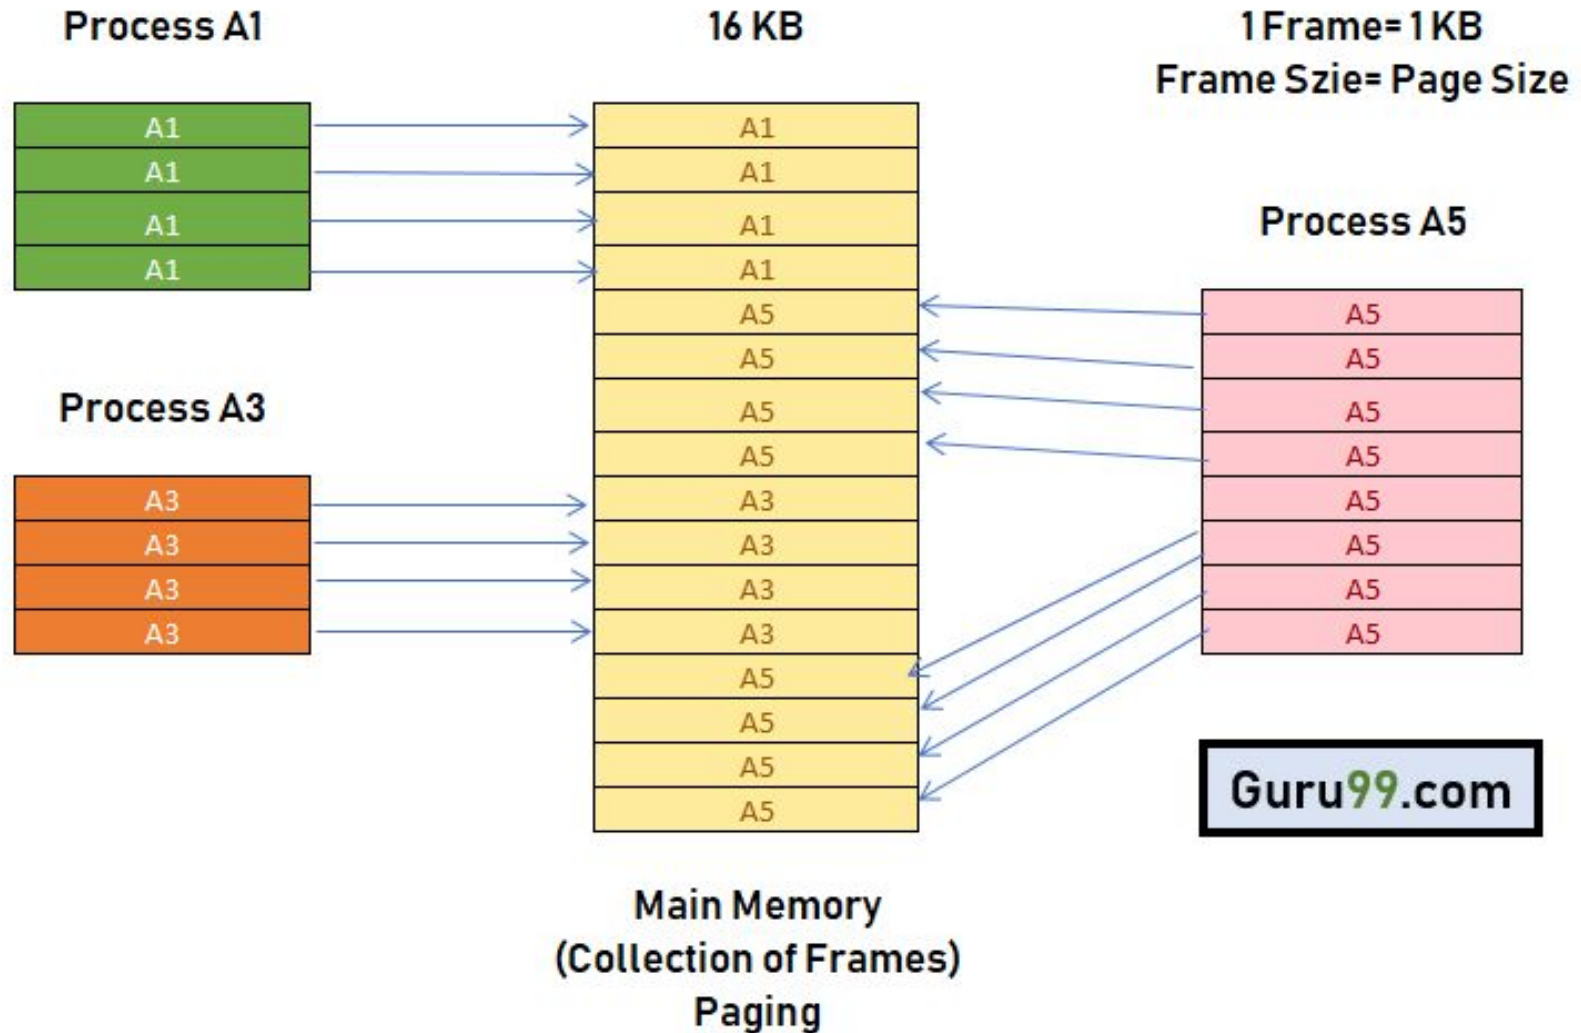 Process A1
16 KB
1 Frame= 1 KB
Frame Szie= Page Size
A1
A1
A1
A1
Process A3
A3
A3
A3
A3
A1
A1
A1
A1
A5
A5
A5
A5
A3
A3
A3
A3
A5
A5
A5
A5
Main Memory
(Collection of Frames)
Paging
Process A5
A5
A5
A5
A5
A5
A5
A5
A5
Guru99.com